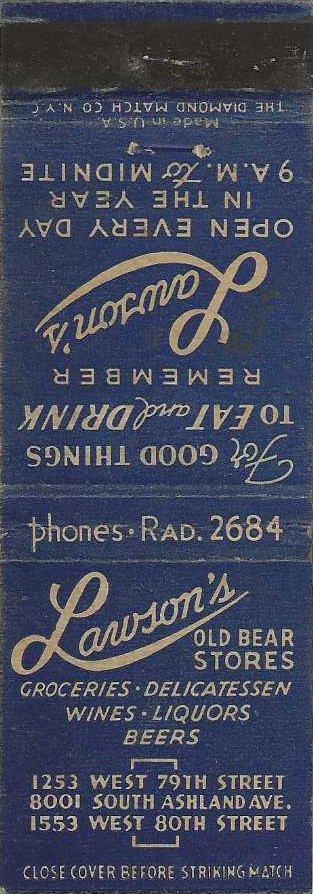 For GOOD THINGS
TO EAT and DRINK
REMEMBER
Lawson's
OPEN EVERY DAY
IN THE YEAR
9 A.M. to MIDNITE
Made in U.S.A.
THE DIAMOND MATCH CO. N.Y.C.
phones · RAD. 2684
Lawson's
OLD BEAR
STORES
GROCERIES · DELICATESSEN
WINES · LIQUORS
BEERS
1253 WEST 79TH STREET
8001 SOUTH ASHLAND AVE.
1553 WEST 80TH STREET
CLOSE COVER BEFORE STRIKING MATCH